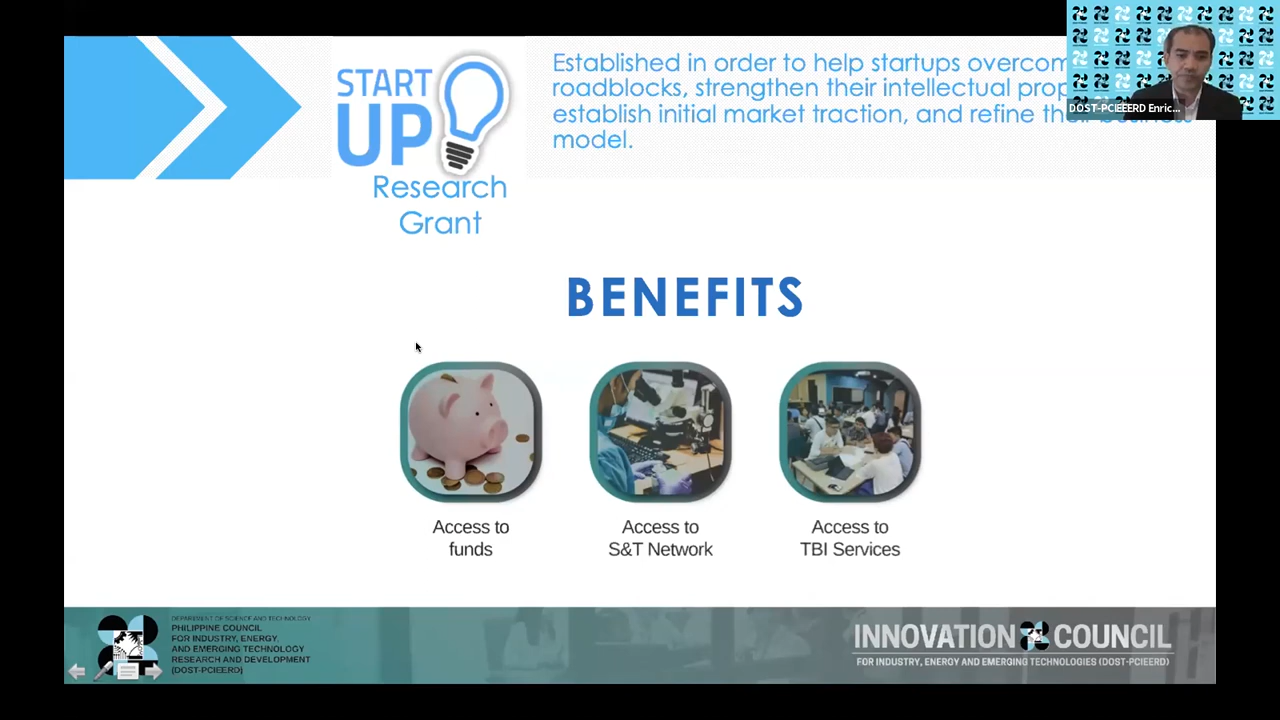 START
UP
Research
Grant
Established in order to help startups overcom
roadblocks, strengthen their intellectual prop
establish initial market traction, and refine their business
model.
DOST-PCIEERD Enric...
BENEFITS
Access to
funds
Access to
S&T Network
Access to
TBI Services
DEPARTMENT OF SCIENCE AND TECHNOLOGY
PHILIPPINE COUNCIL
FOR INDUSTRY, ENERGY,
AND EMERGING TECHNOLOGY
RESEARCH AND DEVELOPMENT
(DOST-PCIEERD)
INNOVATION COUNCIL
FOR INDUSTRY, ENERGY AND EMERGING TECHNOLOGIES (DOST-PCIEERD)